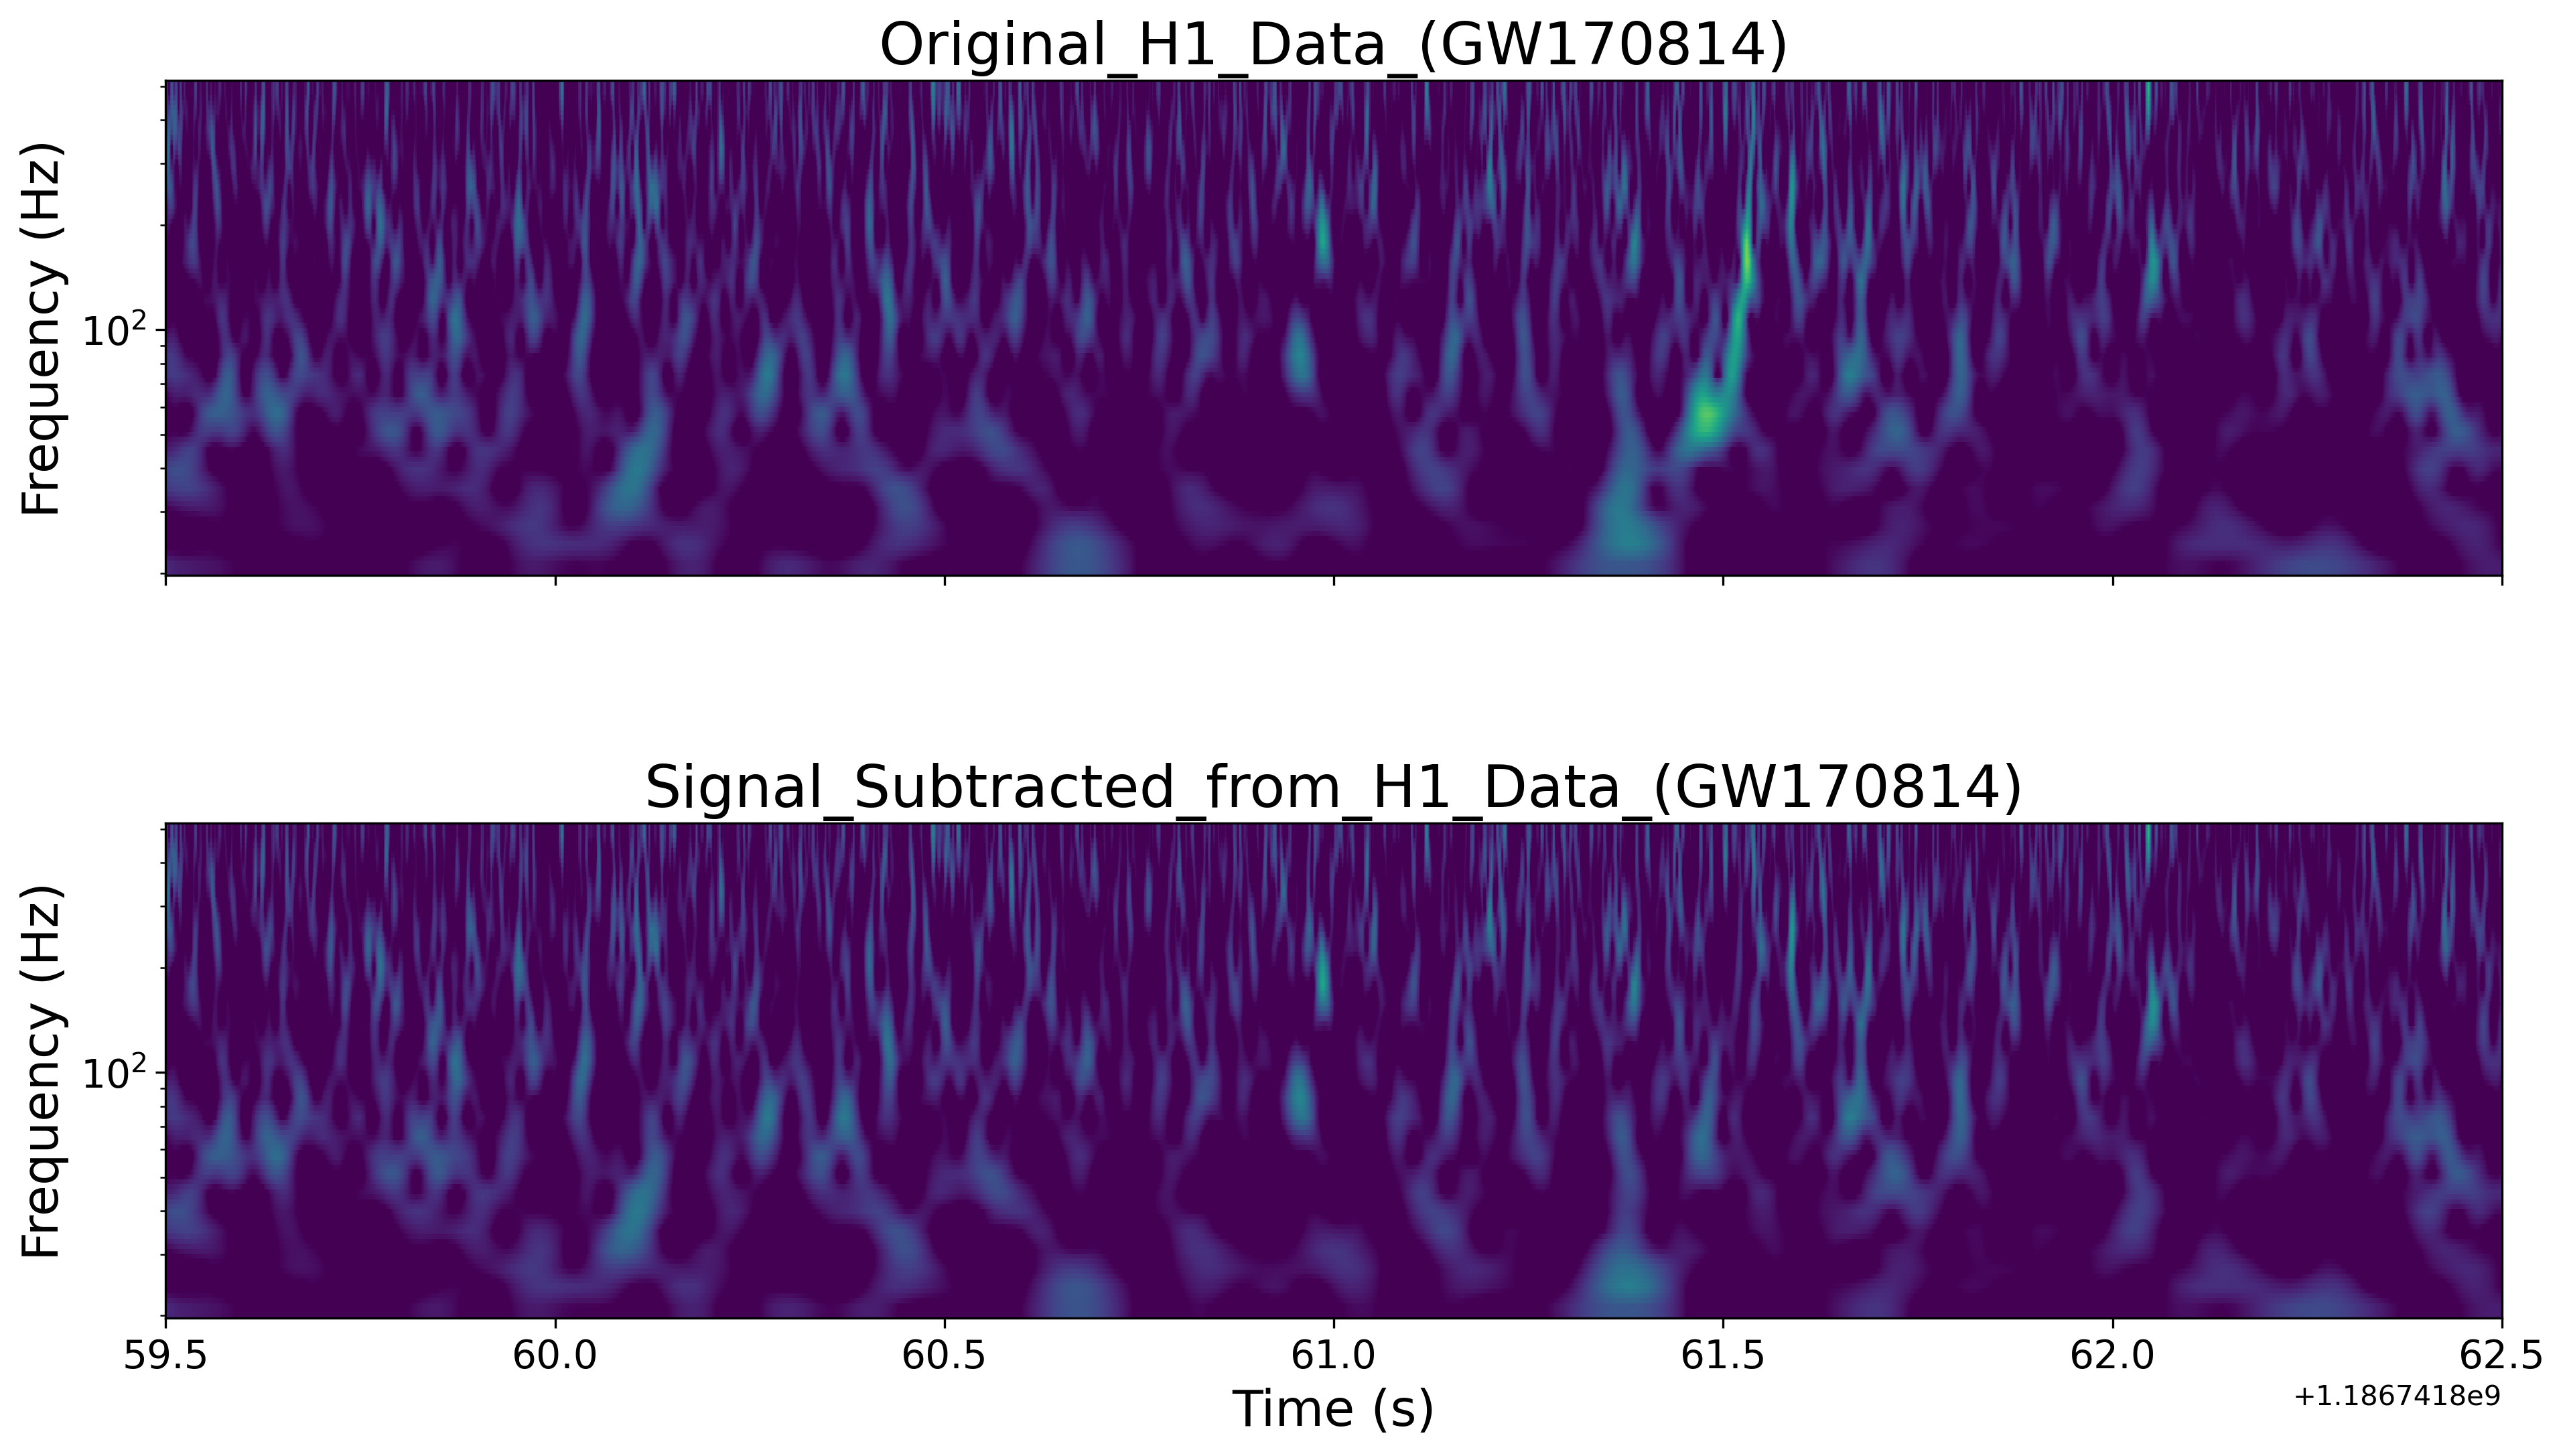 Original_H1_Data_(GW170814)
Frequency (Hz)
10²
Signal_Subtracted_from_H1_Data_(GW170814)
Frequency (Hz)
10²
59.5 60.0 60.5 61.0 61.5 62.0 62.5
Time (s)
+1.1867418e9